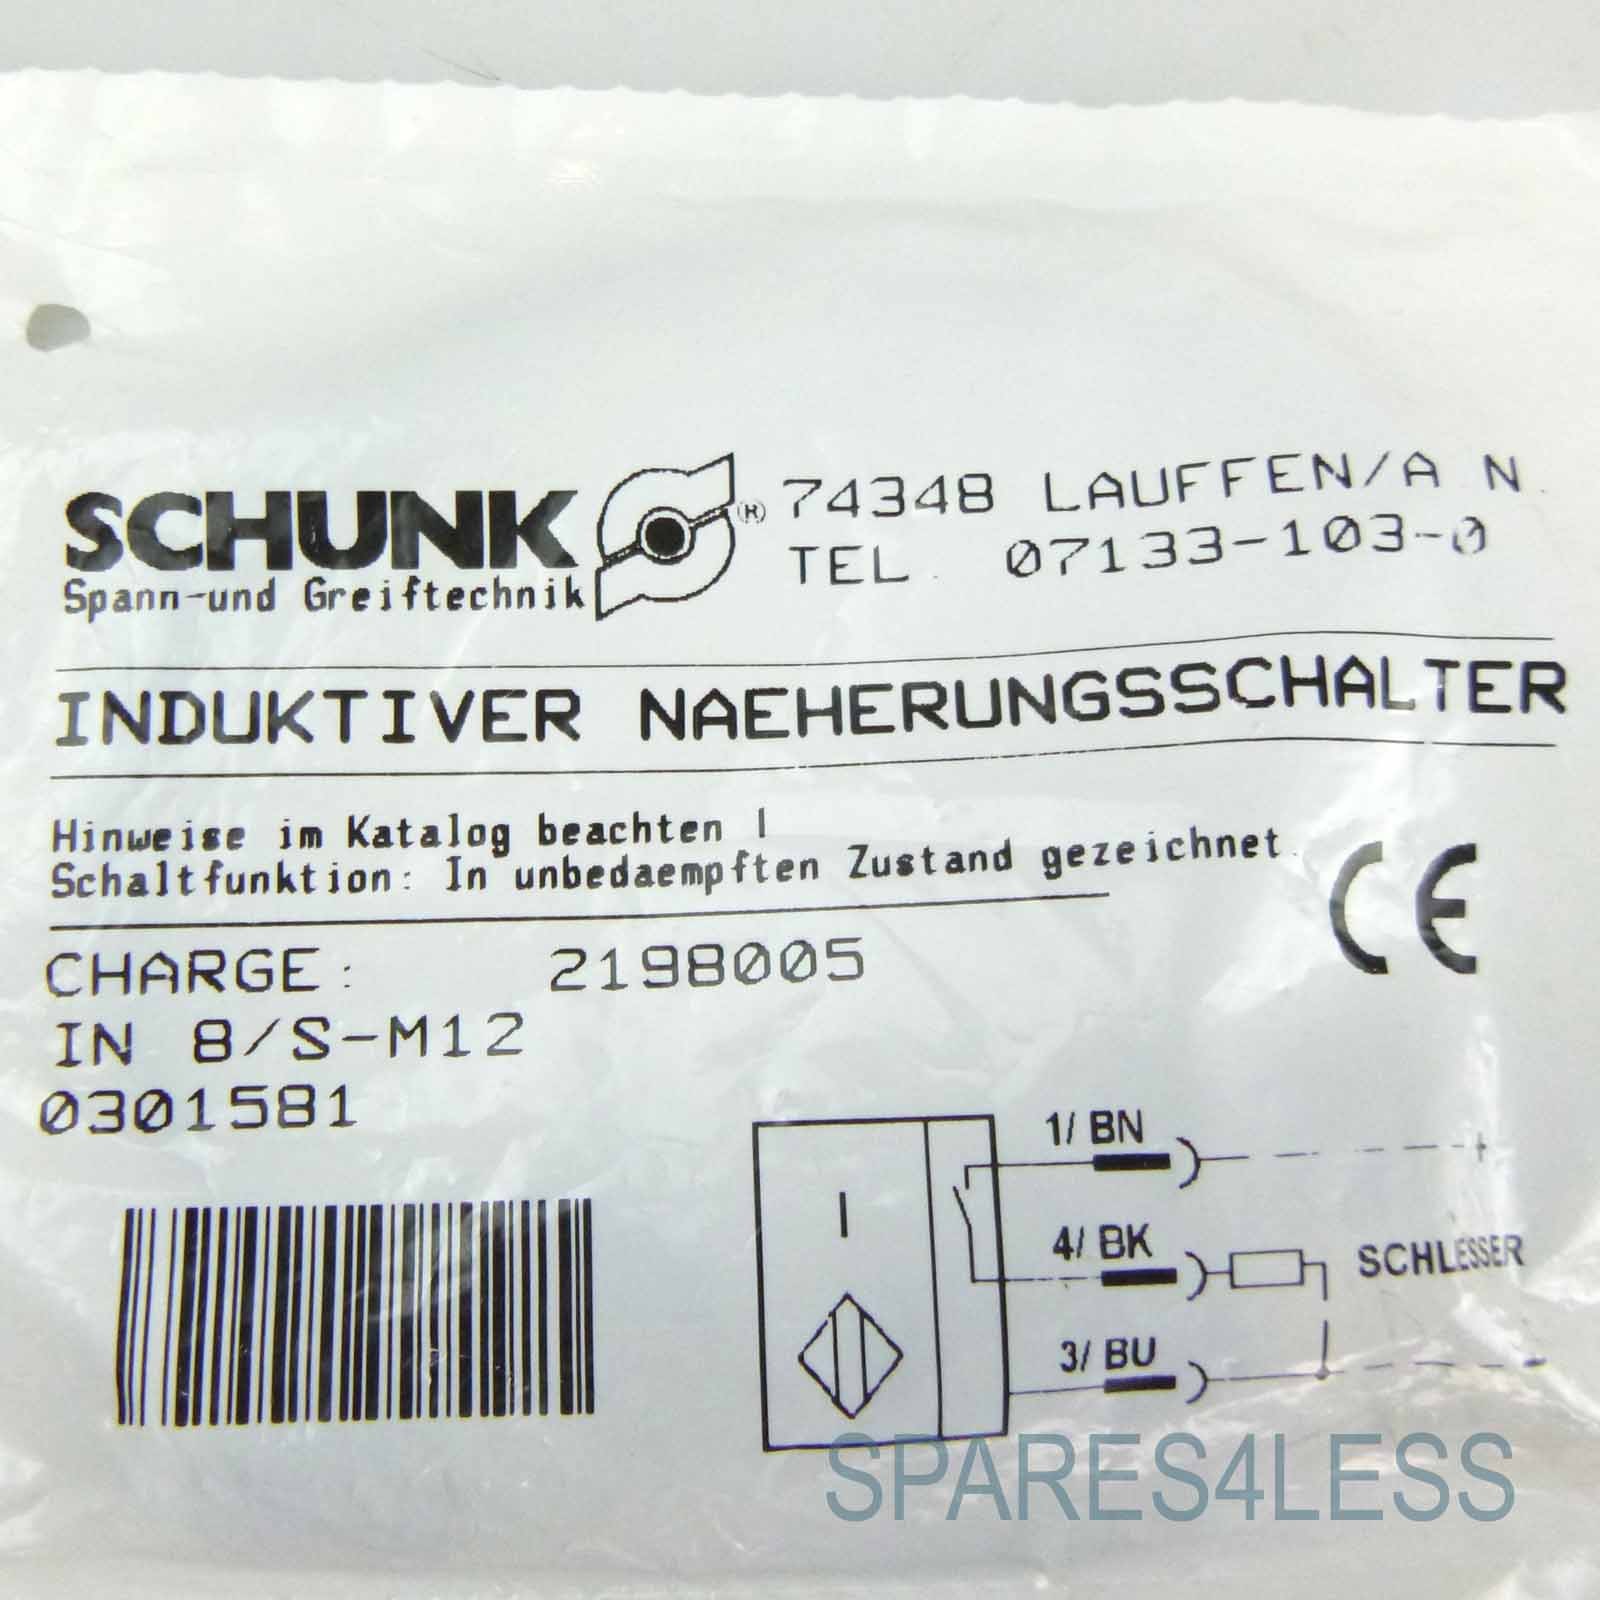 SCHUNK ®
Spann-und Greiftechnik
74348 LAUFFEN/A N.
TEL. 07133-103-0
INDUKTIVER NAEHERUNGSSCHALTER
Hinweise im Katalog beachten !
Schaltfunktion: In unbedaempften Zustand gezeichnet.
CE
CHARGE: 2198005
IN 8/S-M12
0301581
I
1/ BN
+
4/ BK
SCHLESSER
3/ BU
-
SPARES4LESS